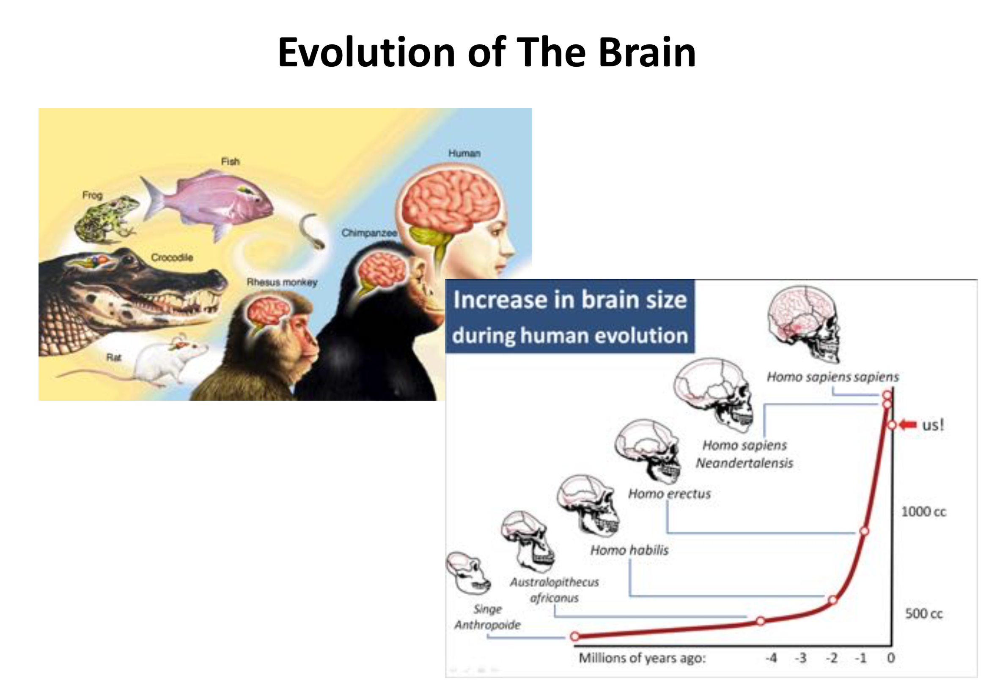 Evolution of The Brain
Human
Fish
Frog
Chimpanzee
Crocodile
Rhesus monkey
Rat
Increase in brain size
during human evolution
Homo sapiens sapiens
us!
Homo sapiens
Neandertalensis
Homo erectus
1000 cc
Homo habilis
Australopithecus
africanus
Singe
Anthropoide
500 cc
Millions of years ago: -4 -3 -2 -1 0